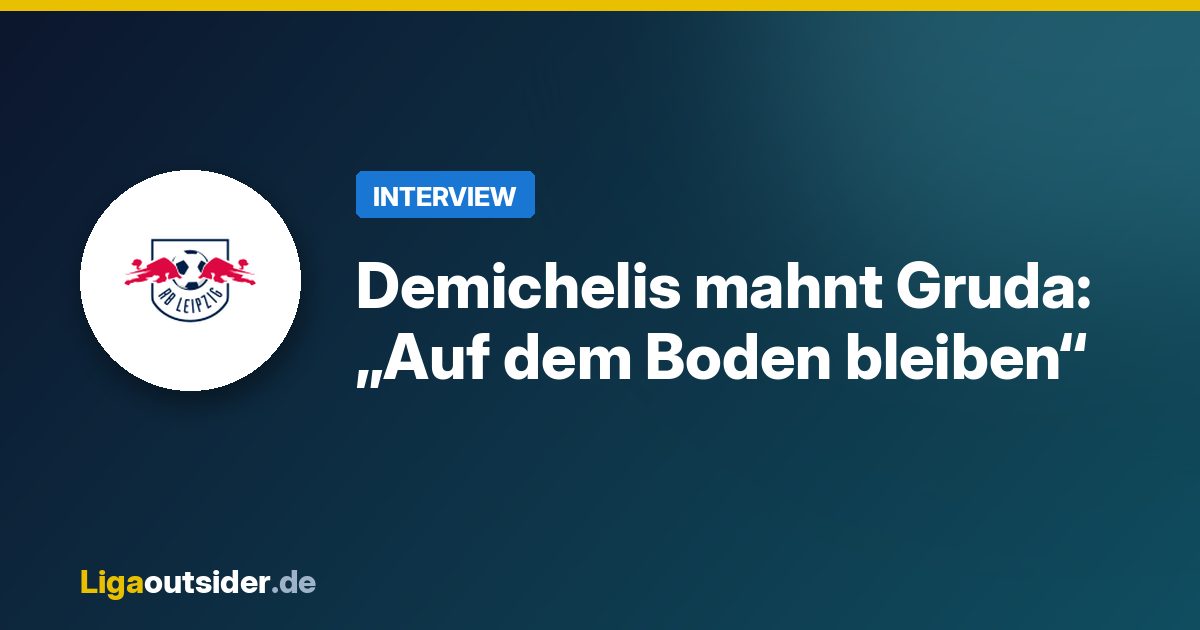 RB LEIPZIG
INTERVIEW
Demichelis mahnt Gruda:
„Auf dem Boden bleiben“
Ligaoutsider.de